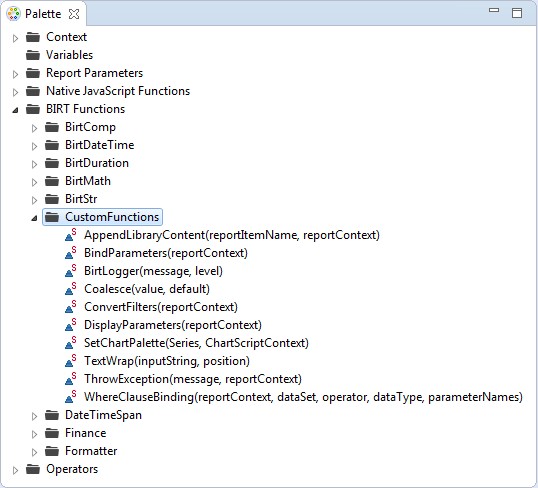 Palette
Context
Variables
Report Parameters
Native JavaScript Functions
BIRT Functions
BirtComp
BirtDateTime
BirtDuration
BirtMath
BirtStr
CustomFunctions
S AppendLibraryContent(reportItemName, reportContext)
S BindParameters(reportContext)
S BirtLogger(message, level)
S Coalesce(value, default)
S ConvertFilters(reportContext)
S DisplayParameters(reportContext)
S SetChartPalette(Series, ChartScriptContext)
S TextWrap(inputString, position)
S ThrowException(message, reportContext)
S WhereClauseBinding(reportContext, dataSet, operator, dataType, parameterNames)
DateTimeSpan
Finance
Formatter
Operators